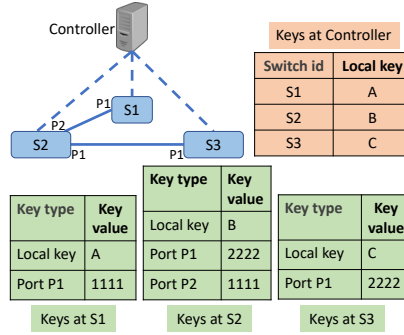 Controller
Keys at Controller
Switch id Local key
S1 A
S2 B
S3 C
P1
S1
P2
S2
S3
P1
P1
Key type Key value
Local key A
Port P1 1111
Keys at S1
Key type Key value
Local key B
Port P1 2222
Port P2 1111
Keys at S2
Key type Key value
Local key C
Port P1 2222
Keys at S3